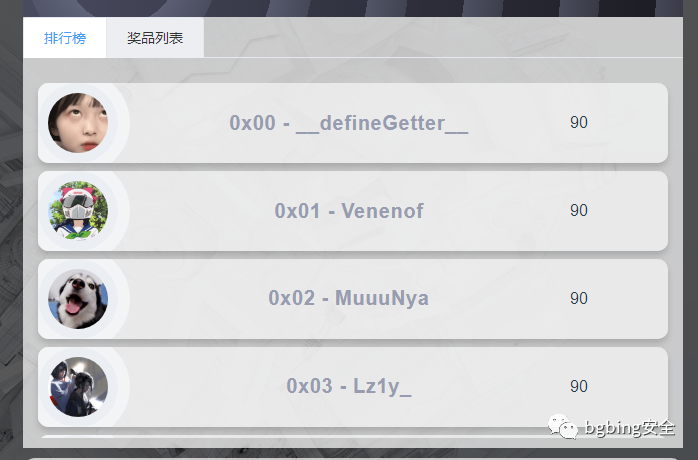 排行榜 奖品列表
0x00 - __defineGetter__ 90
0x01 - Venenof 90
0x02 - MuuuNya 90
0x03 - Lz1y_ 90
bgbing安全